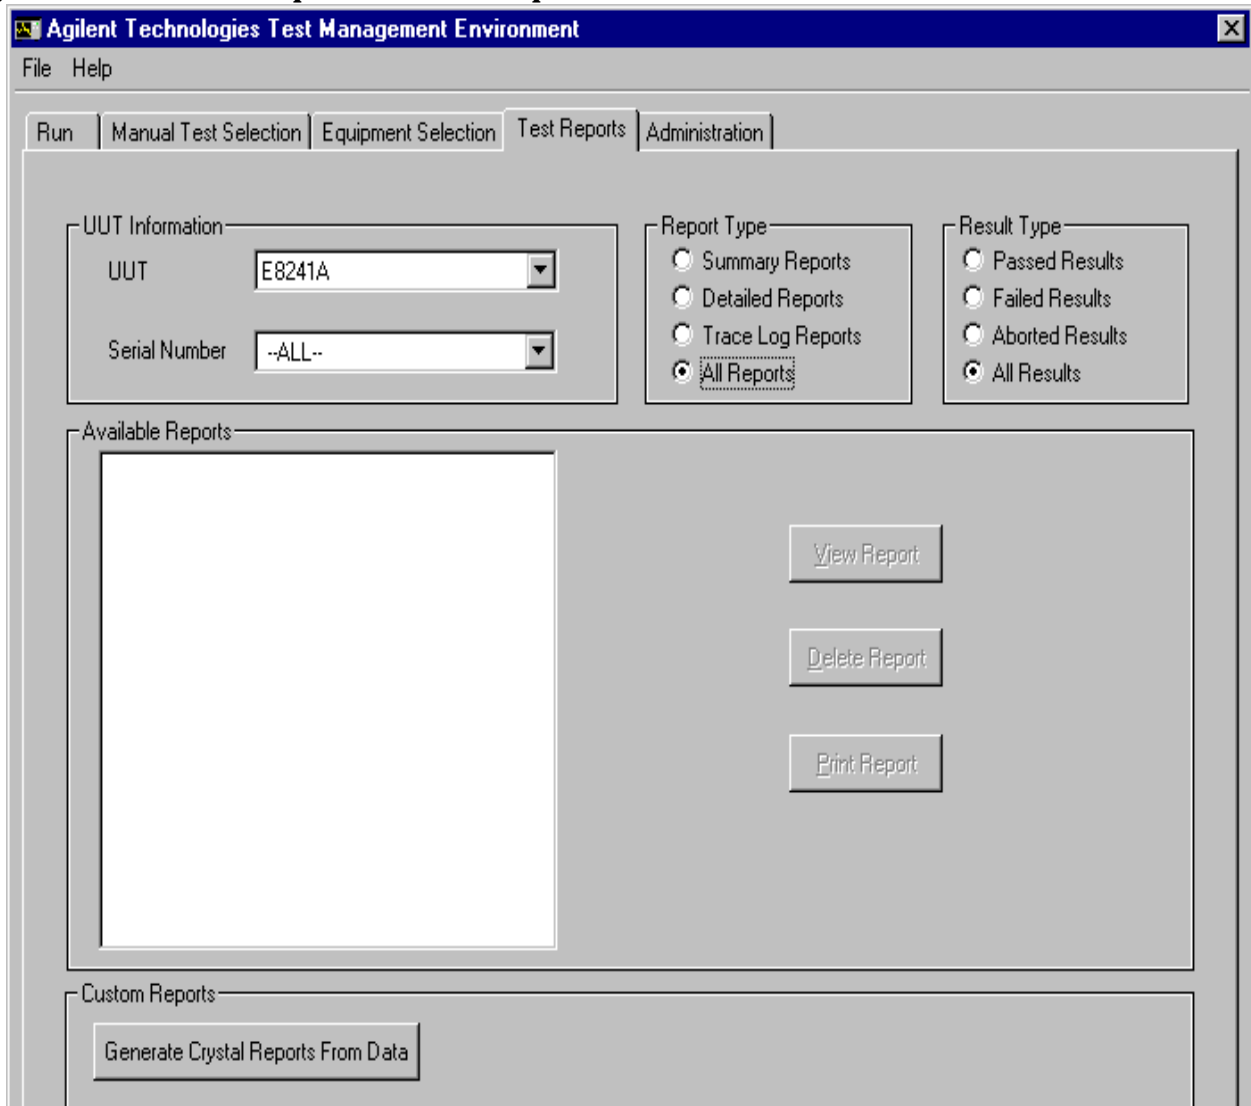 Agilent Technologies Test Management Environment
File Help
Run Manual Test Selection Equipment Selection Test Reports Administration
UUT Information
UUT E8241A
Serial Number --ALL--
Report Type
Summary Reports
Detailed Reports
Trace Log Reports
All Reports
Result Type
Passed Results
Failed Results
Aborted Results
All Results
Available Reports
View Report
Delete Report
Print Report
Custom Reports
Generate Crystal Reports From Data